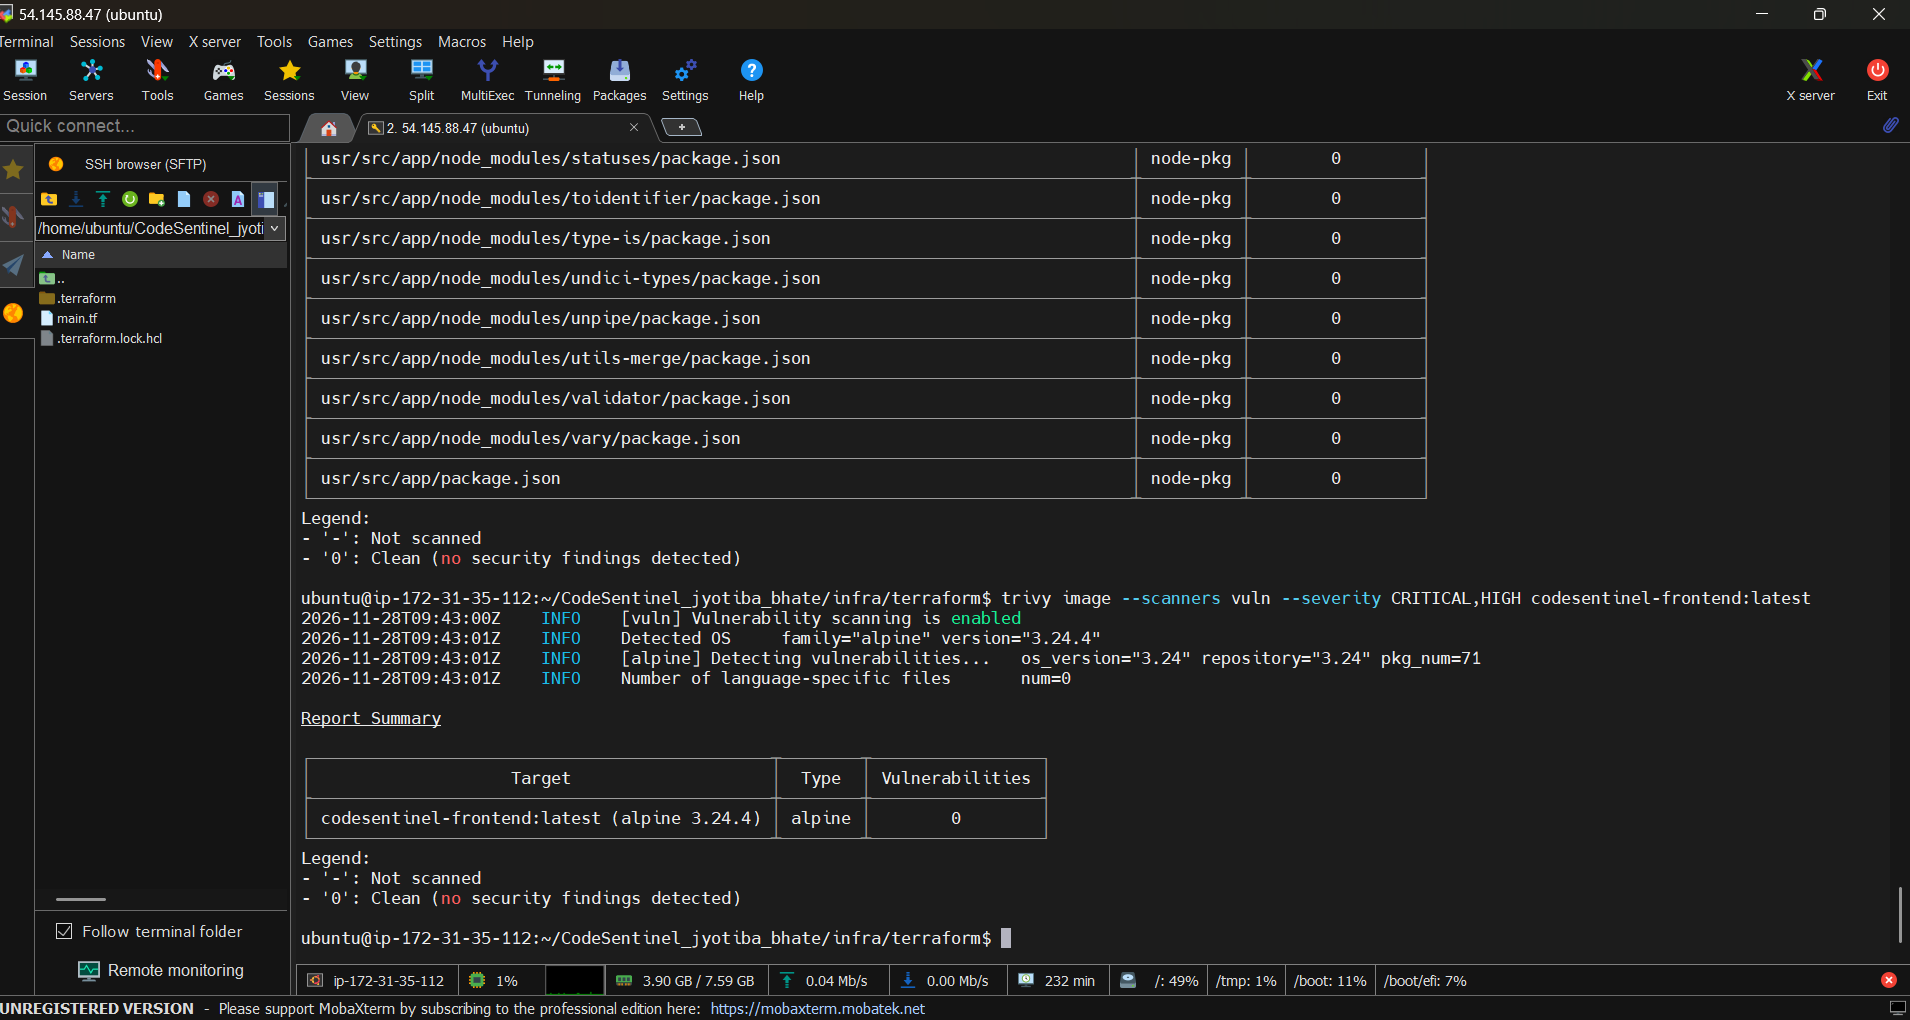 54.145.88.47 (ubuntu)
Terminal Sessions View X server Tools Games Settings Macros Help
Session Servers Tools Games Sessions View Split MultiExec Tunneling Packages Settings Help X server Exit
Quick connect...
2. 54.145.88.47 (ubuntu)
SSH browser (SFTP)
/home/ubuntu/CodeSentinel_jyoti
Name
..
.terraform
main.tf
.terraform.lock.hcl
Follow terminal folder
Remote monitoring
usr/src/app/node_modules/statuses/package.json node-pkg 0
usr/src/app/node_modules/toidentifier/package.json node-pkg 0
usr/src/app/node_modules/type-is/package.json node-pkg 0
usr/src/app/node_modules/undici-types/package.json node-pkg 0
usr/src/app/node_modules/unpipe/package.json node-pkg 0
usr/src/app/node_modules/utils-merge/package.json node-pkg 0
usr/src/app/node_modules/validator/package.json node-pkg 0
usr/src/app/node_modules/vary/package.json node-pkg 0
usr/src/app/package.json node-pkg 0
Legend:
- '-': Not scanned
- '0': Clean (no security findings detected)
ubuntu@ip-172-31-35-112:~/CodeSentinel_jyotiba_bhate/infra/terraform$ trivy image --scanners vuln --severity CRITICAL,HIGH codesentinel-frontend:latest
2026-11-28T09:43:00Z INFO [vuln] Vulnerability scanning is enabled
2026-11-28T09:43:01Z INFO Detected OS family="alpine" version="3.24.4"
2026-11-28T09:43:01Z INFO [alpine] Detecting vulnerabilities... os_version="3.24" repository="3.24" pkg_num=71
2026-11-28T09:43:01Z INFO Number of language-specific files num=0
Report Summary
Target Type Vulnerabilities
codesentinel-frontend:latest (alpine 3.24.4) alpine 0
Legend:
- '-': Not scanned
- '0': Clean (no security findings detected)
ubuntu@ip-172-31-35-112:~/CodeSentinel_jyotiba_bhate/infra/terraform$
ip-172-31-35-112 1% 3.90 GB / 7.59 GB 0.04 Mb/s 0.00 Mb/s 232 min /: 49% /tmp: 1% /boot: 11% /boot/efi: 7%
UNREGISTERED VERSION - Please support MobaXterm by subscribing to the professional edition here: https://mobaxterm.mobatek.net